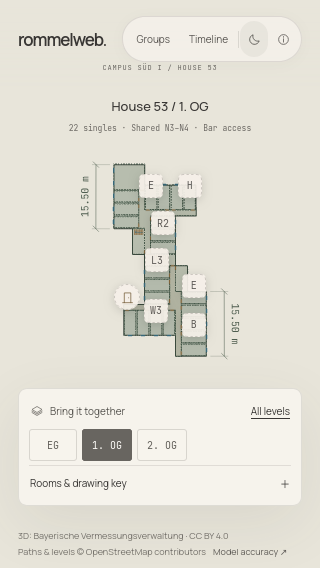 rommelweb.
Groups Timeline
CAMPUS SÜD I / HOUSE 53
House 53 / 1. OG
22 singles · Shared N3–N4 · Bar access
15.50 m
E H
R2
L3
E
W3
B
15.50 m
Bring it together All levels
EG 1. OG 2. OG
Rooms & drawing key +
3D: Bayerische Vermessungsverwaltung · CC BY 4.0
Paths & levels © OpenStreetMap contributors Model accuracy ↗